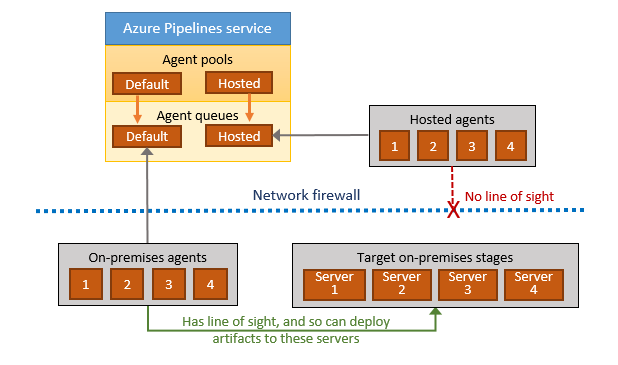 Azure Pipelines service
Agent pools
Default
Hosted
Agent queues
Default
Hosted
Hosted agents
1 2 3 4
No line of sight
X
Network firewall
On-premises agents
1 2 3 4
Target on-premises stages
Server
1
Server
2
Server
3
Server
4
Has line of sight, and so can deploy
artifacts to these servers